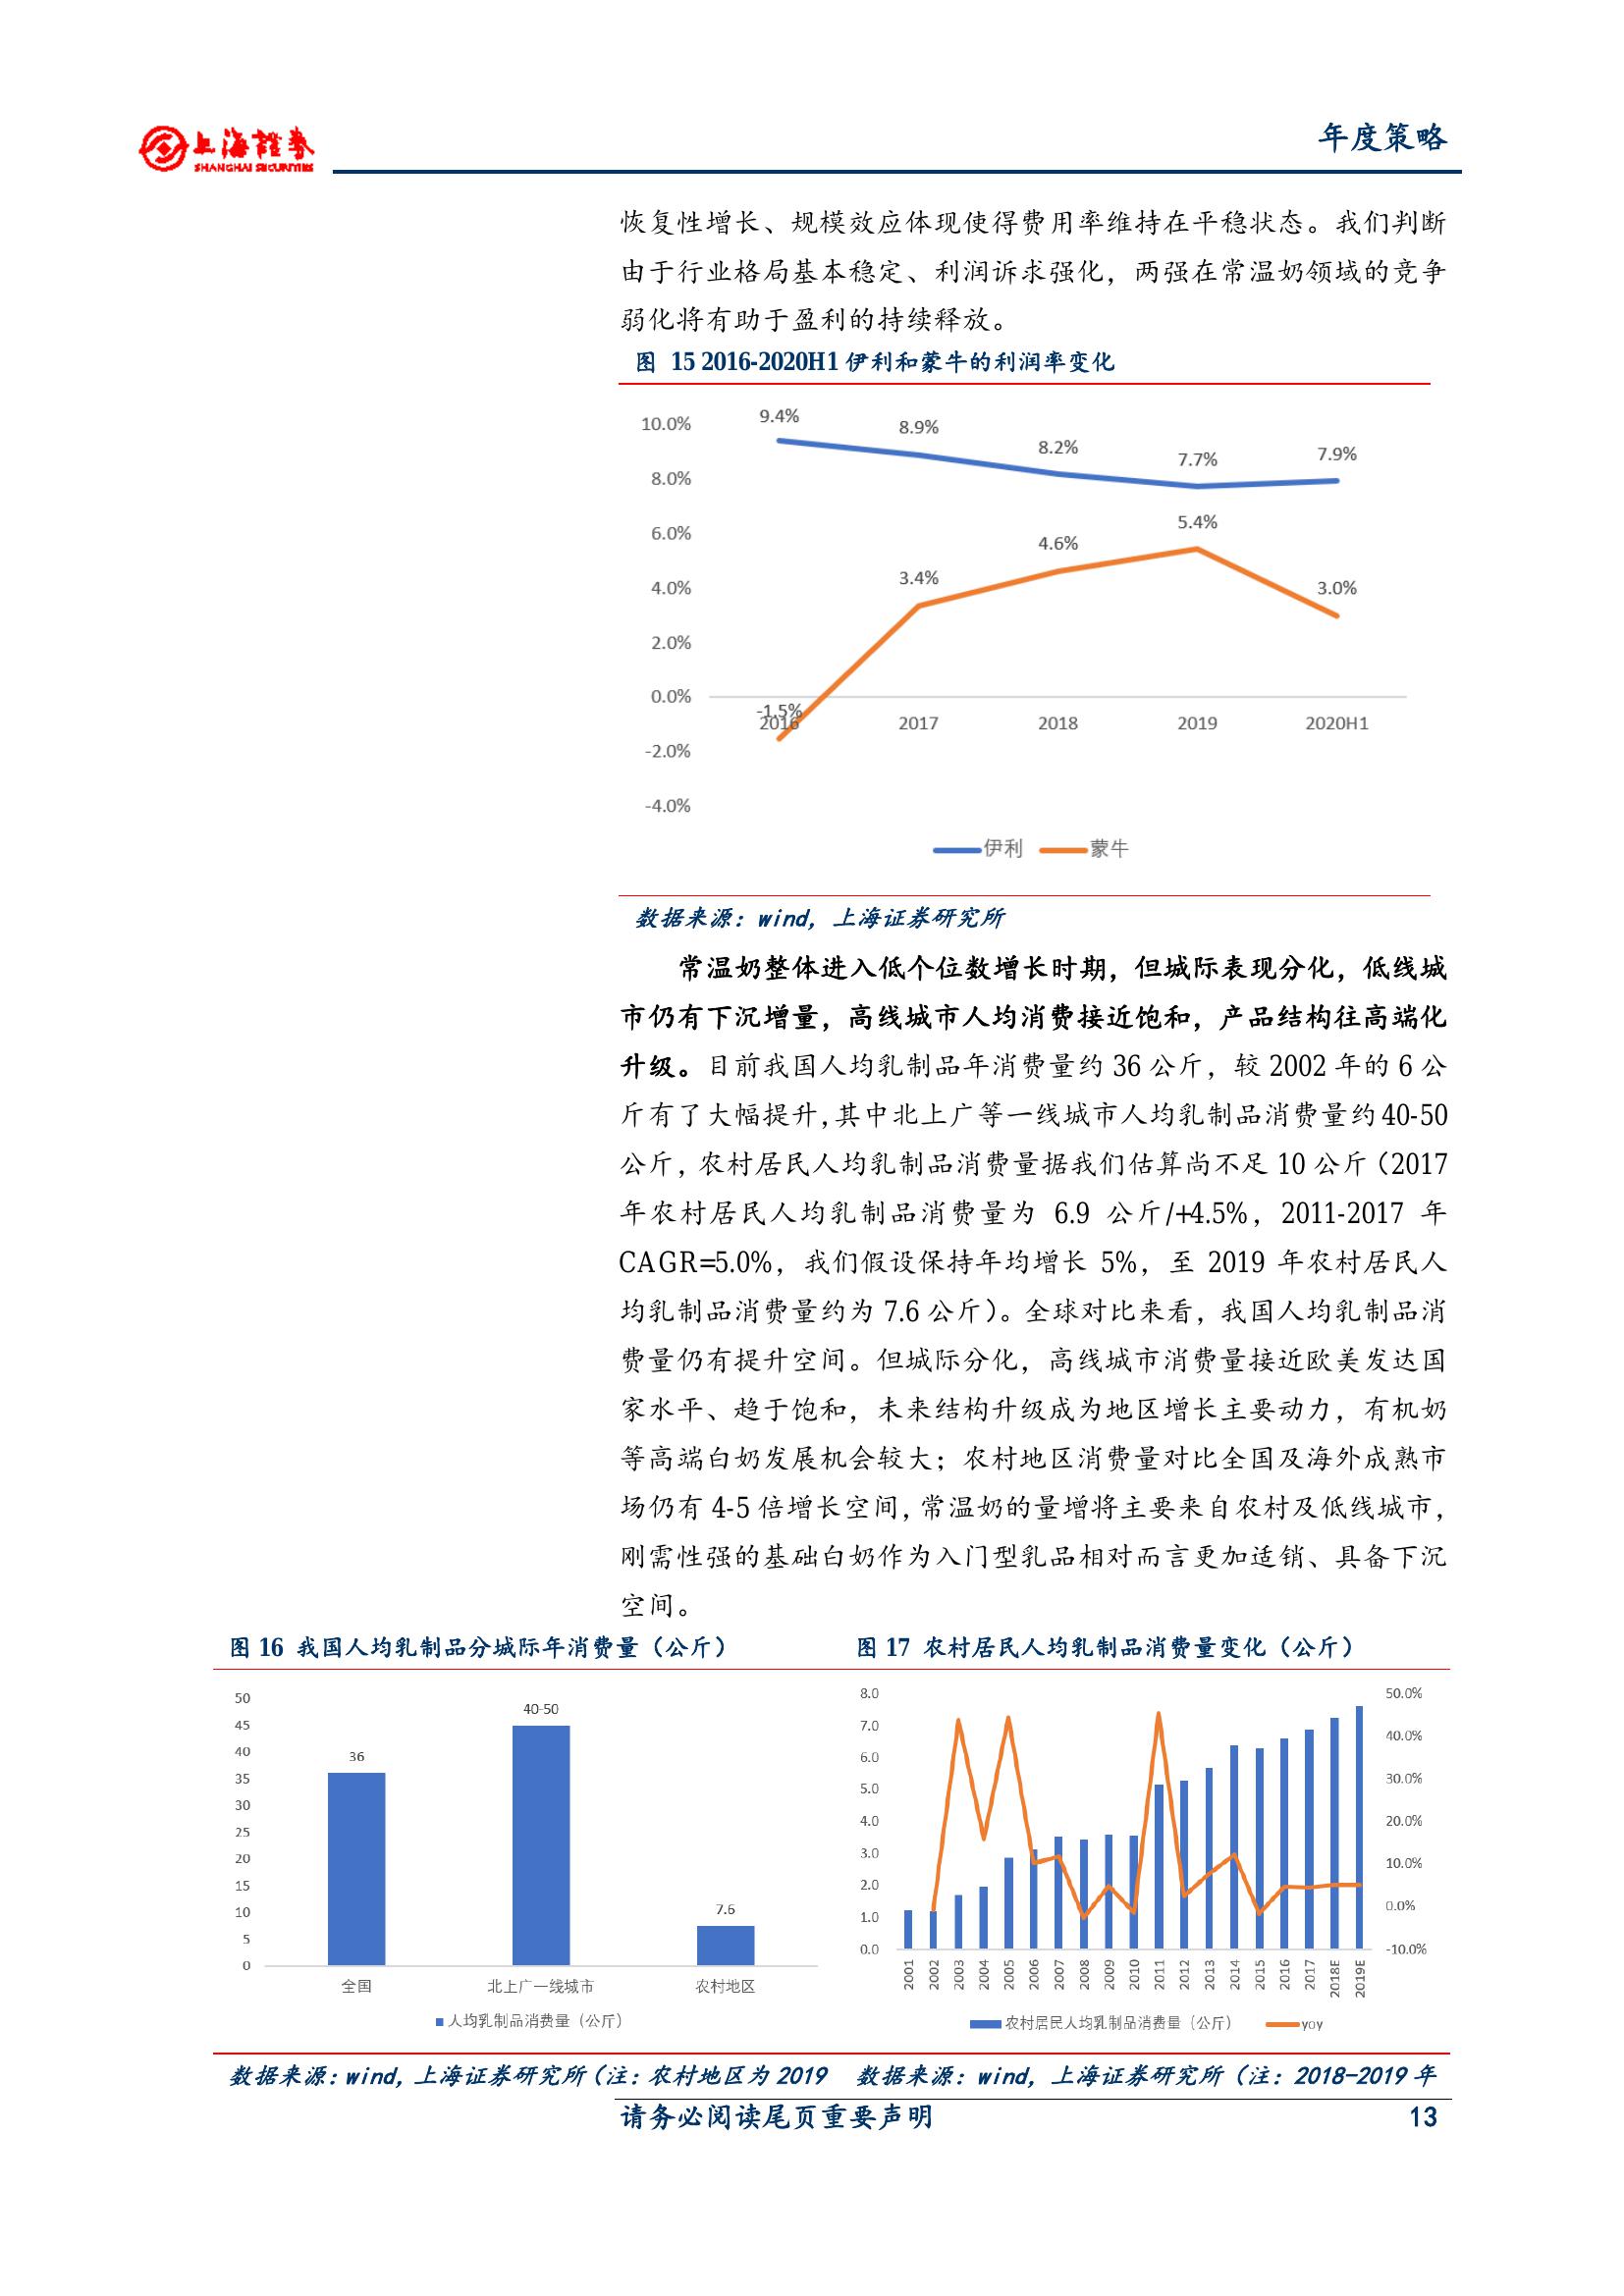 上海證券
SHANGHAI SECURITIES
年度策略
恢复性增长、规模效应体现使得费用率维持在平稳状态。我们判断
由于行业格局基本稳定、利润诉求强化，两强在常温奶领域的竞争
弱化将有助于盈利的持续释放。
图 15 2016-2020H1 伊利和蒙牛的利润率变化
10.0%
8.0%
6.0%
4.0%
2.0%
0.0%
-2.0%
-4.0%
9.4%
8.9%
8.2%
7.7%
7.9%
-1.5%
3.4%
4.6%
5.4%
3.0%
2016
2017
2018
2019
2020H1
伊利
蒙牛
数据来源：wind，上海证券研究所
常温奶整体进入低个位数增长时期，但城际表现分化，低线城
市仍有下沉增量，高线城市人均消费接近饱和，产品结构往高端化
升级。目前我国人均乳制品年消费量约 36 公斤，较 2002 年的 6 公
斤有了大幅提升，其中北上广等一线城市人均乳制品消费量约 40-50
公斤，农村居民人均乳制品消费量据我们估算尚不足 10 公斤（2017
年农村居民人均乳制品消费量为 6.9 公斤/+4.5%，2011-2017 年
CAGR=5.0%，我们假设保持年均增长 5%，至 2019 年农村居民人
均乳制品消费量约为 7.6 公斤）。全球对比来看，我国人均乳制品消
费量仍有提升空间。但城际分化，高线城市消费量接近欧美发达国
家水平、趋于饱和，未来结构升级成为地区增长主要动力，有机奶
等高端白奶发展机会较大；农村地区消费量对比全国及海外成熟市
场仍有 4-5 倍增长空间，常温奶的量增将主要来自农村及低线城市，
刚需性强的基础白奶作为入门型乳品相对而言更加适销、具备下沉
空间。
图 16 我国人均乳制品分城际年消费量（公斤）
50
45
40
35
30
25
20
15
10
5
0
36
40-50
7.6
全国
北上广一线城市
农村地区
人均乳制品消费量（公斤）
数据来源：wind，上海证券研究所（注：农村地区为 2019
图 17 农村居民人均乳制品消费量变化（公斤）
8.0
7.0
6.0
5.0
4.0
3.0
2.0
1.0
0.0
50.0%
40.0%
30.0%
20.0%
10.0%
0.0%
-10.0%
2001
2002
2003
2004
2005
2006
2007
2008
2009
2010
2011
2012
2013
2014
2015
2016
2017
2018E
2019E
农村居民人均乳制品消费量（公斤）
yoy
数据来源：wind，上海证券研究所（注：2018-2019 年
请务必阅读尾页重要声明
13